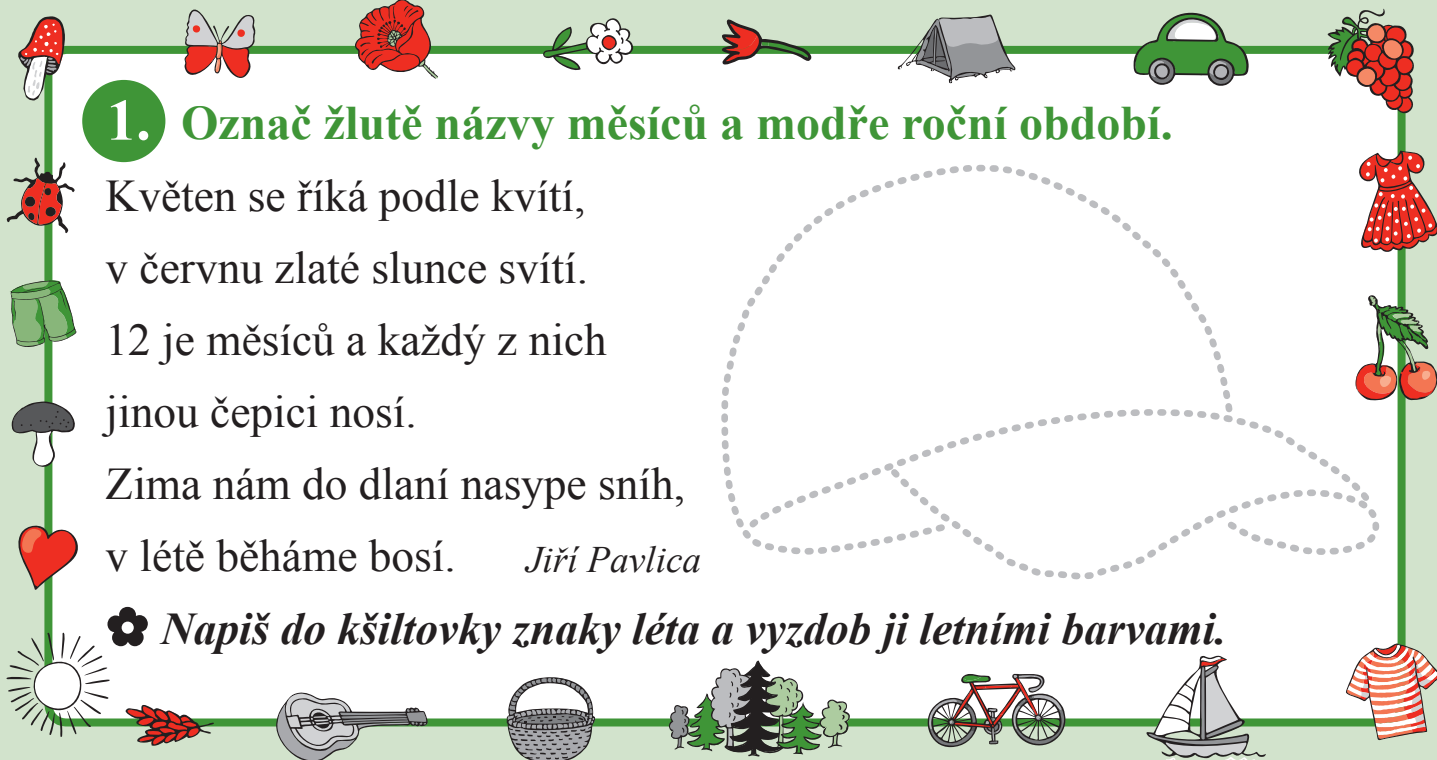 1. Označ žlutě názvy měsíců a modře roční období.
Květen se říká podle kvítí,
v červnu zlaté slunce svítí.
12 je měsíců a každý z nich
jinou čepici nosí.
Zima nám do dlaní nasype sníh,
v létě běháme bosí. Jiří Pavlica
Napiš do kšiltovky znaky léta a vyzdob ji letními barvami.